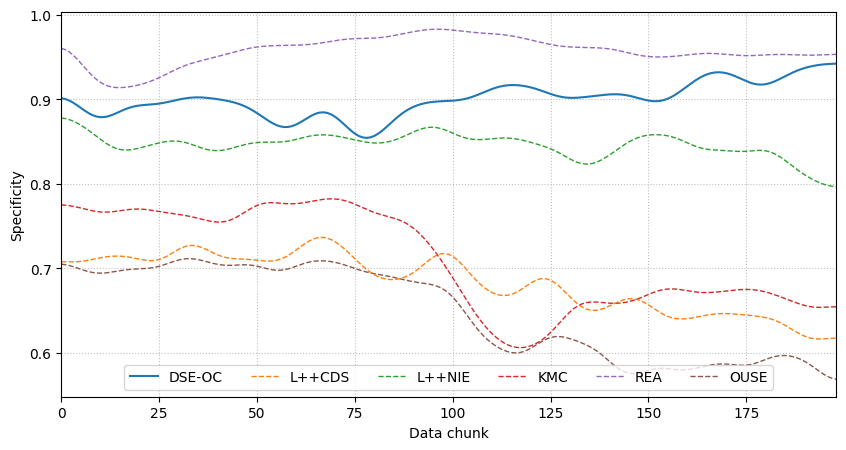 Specificity
1.0
0.9
0.8
0.7
0.6
DSE-OC L++CDS L++NIE KMC REA OUSE
0 25 50 75 100 125 150 175
Data chunk